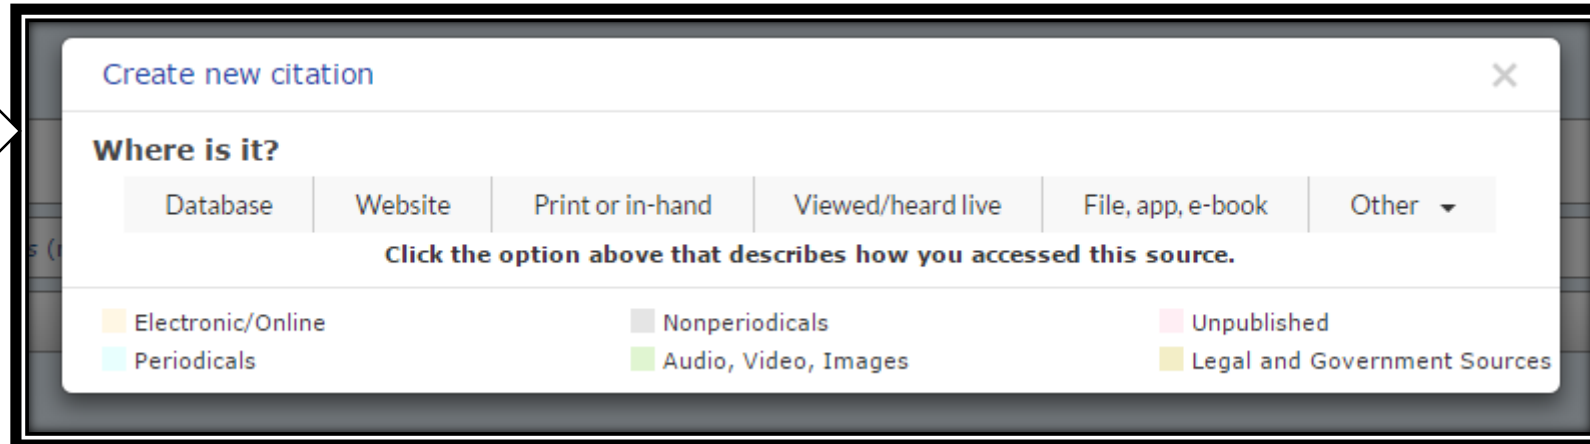 Create new citation
Where is it?
Database Website Print or in-hand Viewed/heard live File, app, e-book Other
Click the option above that describes how you accessed this source.
Electronic/Online Nonperiodicals Unpublished
Periodicals Audio, Video, Images Legal and Government Sources